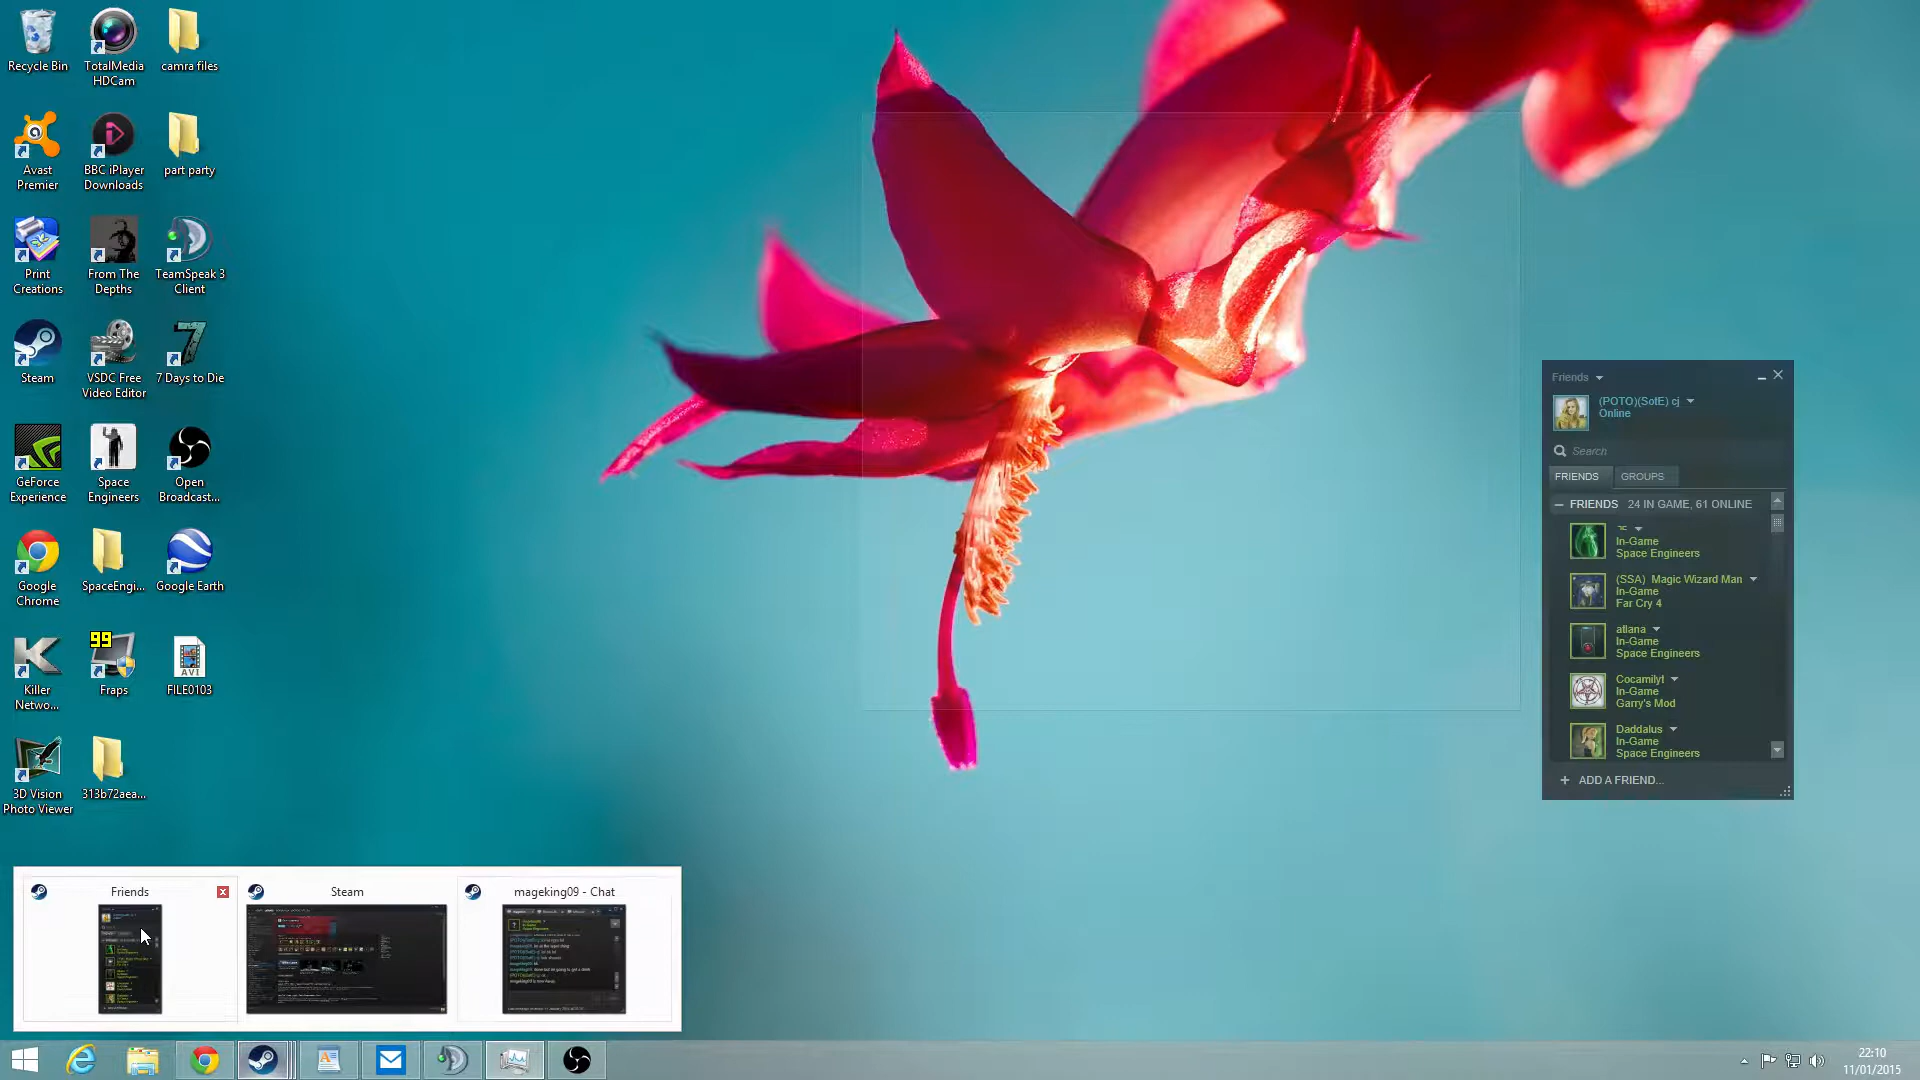 Recycle Bin
TotalMedia
HDCam
camra files
Avast
Premier
BBC iPlayer
Downloads
part party
Print
Creations
From The
Depths
TeamSpeak 3
Client
Steam
VSDC Free
Video Editor
7 Days to Die
GeForce
Experience
Space
Engineers
Open
Broadcast...
Google
Chrome
SpaceEngi...
Google Earth
Killer
Netwo...
99
Fraps
AVI
FILE0103
3D Vision
Photo Viewer
313b72aea...
Friends
(POTO)(SotE) cj
Online
Search
FRIENDS
GROUPS
FRIENDS 24 IN GAME, 61 ONLINE
In-Game
Space Engineers
(SSA) Magic Wizard Man
In-Game
Far Cry 4
In-Game
Space Engineers
In-Game
Garry's Mod
Daddalus
In-Game
Space Engineers
ADD A FRIEND...
Friends
Steam
mageking09 - Chat
22:10
11/01/2015